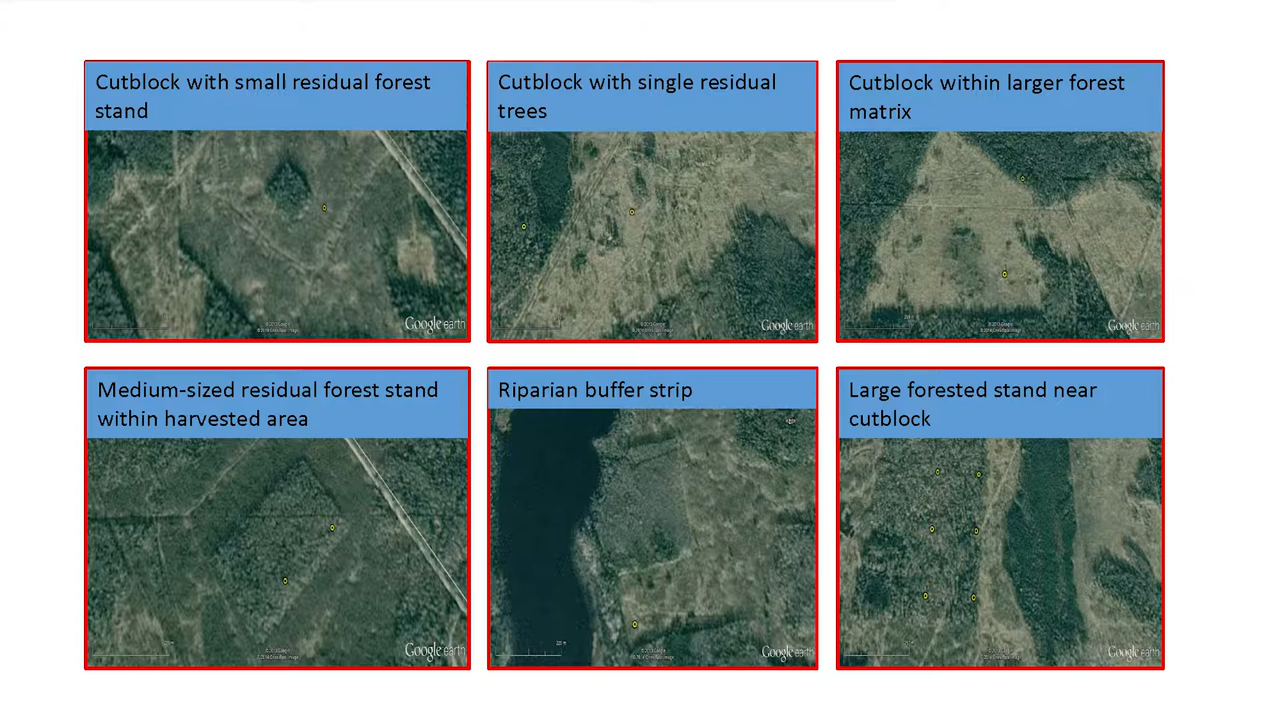 Cutblock with small residual forest
stand
Cutblock with single residual
trees
Cutblock within larger forest
matrix
Google earth
Google earth
Google earth
Medium-sized residual forest stand
within harvested area
Riparian buffer strip
Large forested stand near
cutblock
Google earth
Google earth
Google earth